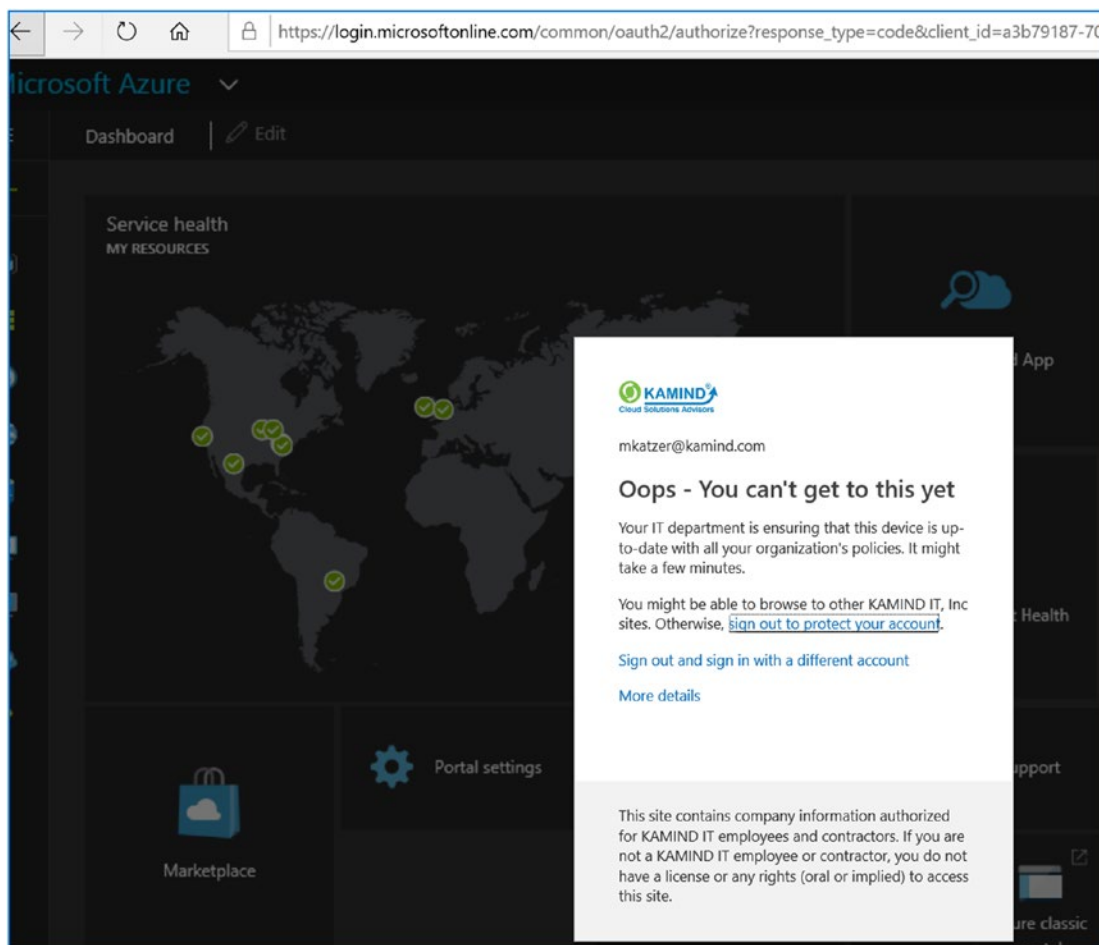 https://login.microsoftonline.com/common/oauth2/authorize?response_type=code&client_id=a3b79187-70
Microsoft Azure
Dashboard
Edit
Service health
MY RESOURCES
App
KAMIND
Cloud Solutions Advisors
mkatzer@kamind.com
Oops - You can't get to this yet
Your IT department is ensuring that this device is up-
to-date with all your organization's policies. It might
take a few minutes.
You might be able to browse to other KAMIND IT, Inc
sites. Otherwise, sign out to protect your account.
Health
Sign out and sign in with a different account
More details
Portal settings
upport
Marketplace
This site contains company information authorized
for KAMIND IT employees and contractors. If you are
not a KAMIND IT employee or contractor, you do not
have a license or any rights (oral or implied) to access
this site.
ure classic